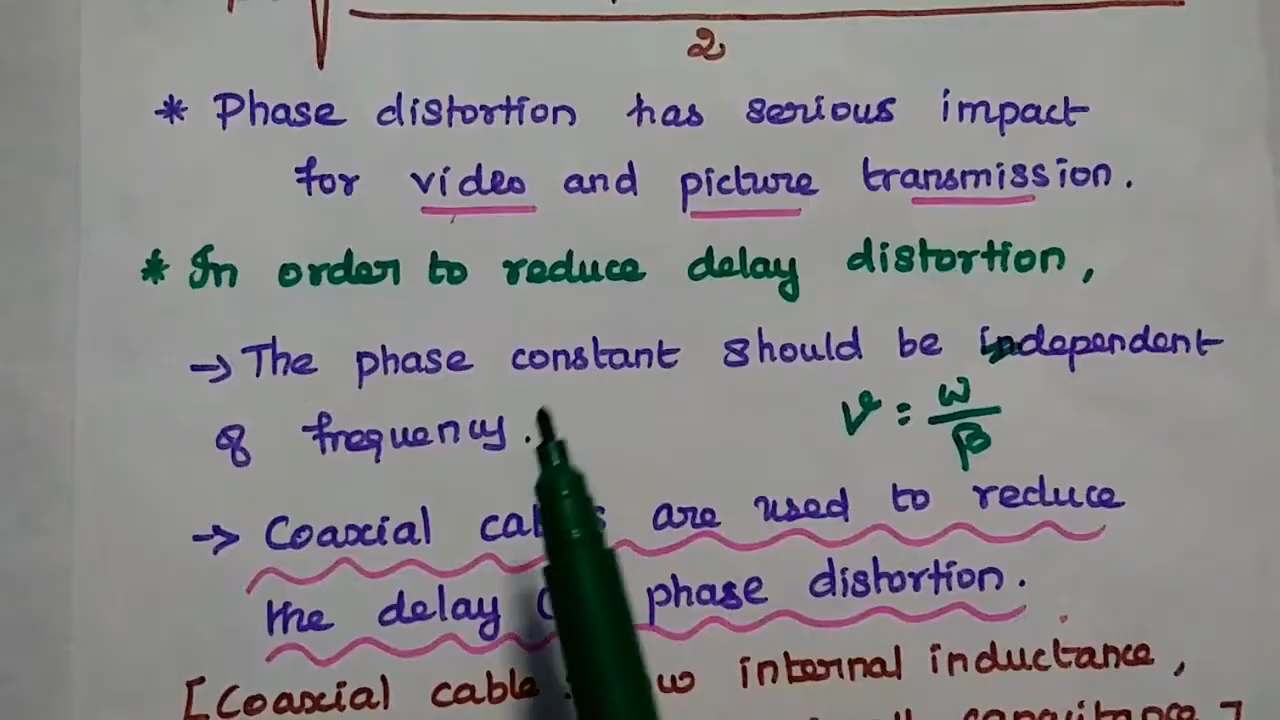 2
* Phase distortion has serious impact
for video and picture transmission.
* In order to reduce delay distortion,
→ The phase constant should be independent
of frequency.
v = ω/β
→ Coaxial are used to reduce
the delay phase distortion.
[Coaxial cable internal inductance,
capacitance